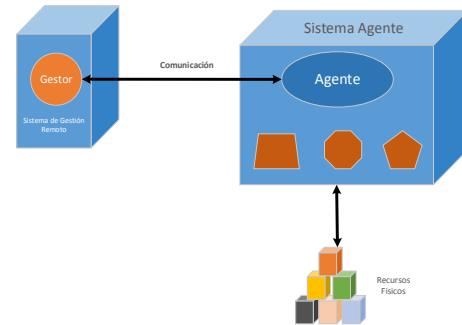 Sistema Agente
Comunicación
Gestor
Agente
Sistema de Gestión
Remoto
Recursos
Físicos